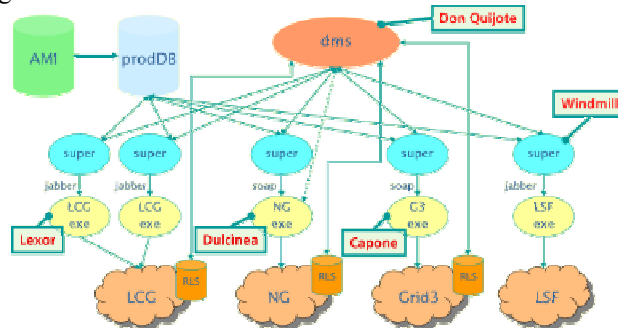 Don Quijote
dms
AMI
prodDB
Windmill
super
super
super
super
super
jabber
jabber
soap
soap
jabber
LCG
exe
LCG
exe
NG
exe
G3
exe
LSF
exe
Lexor
Dulcinea
Capone
RLS
RLS
RLS
LCG
NG
Grid3
LSF